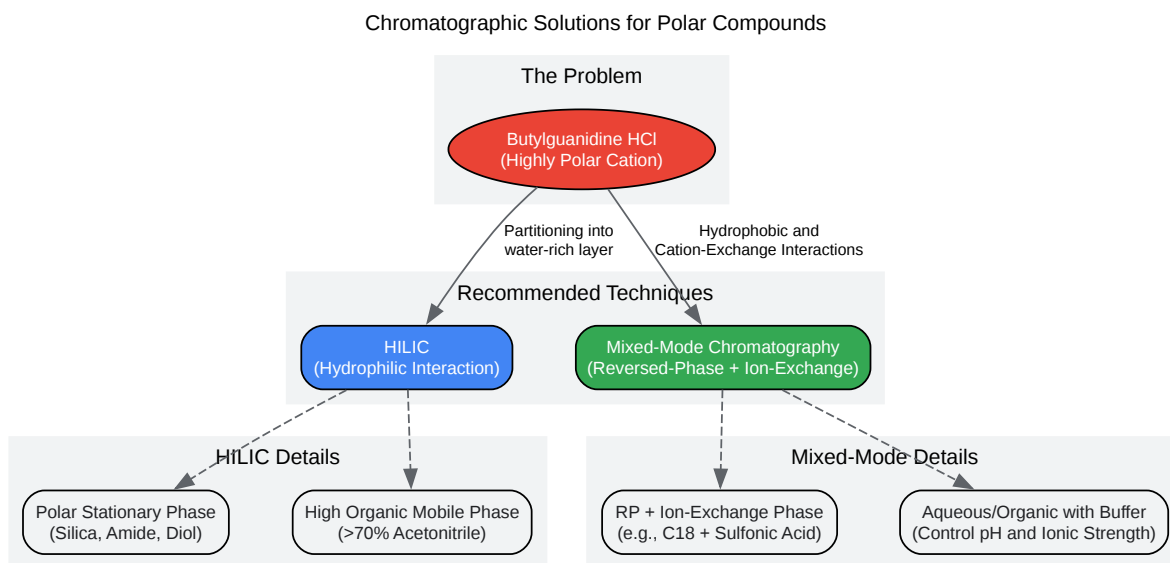 Chromatographic Solutions for Polar Compounds
The Problem
Butylguanidine HCl
(Highly Polar Cation)
Partitioning into
water-rich layer
Hydrophobic and
Cation-Exchange Interactions
Recommended Techniques
HILIC
(Hydrophilic Interaction)
Mixed-Mode Chromatography
(Reversed-Phase + Ion-Exchange)
HILIC Details
Polar Stationary Phase
(Silica, Amide, Diol)
High Organic Mobile Phase
(>70% Acetonitrile)
Mixed-Mode Details
RP + Ion-Exchange Phase
(e.g., C18 + Sulfonic Acid)
Aqueous/Organic with Buffer
(Control pH and Ionic Strength)